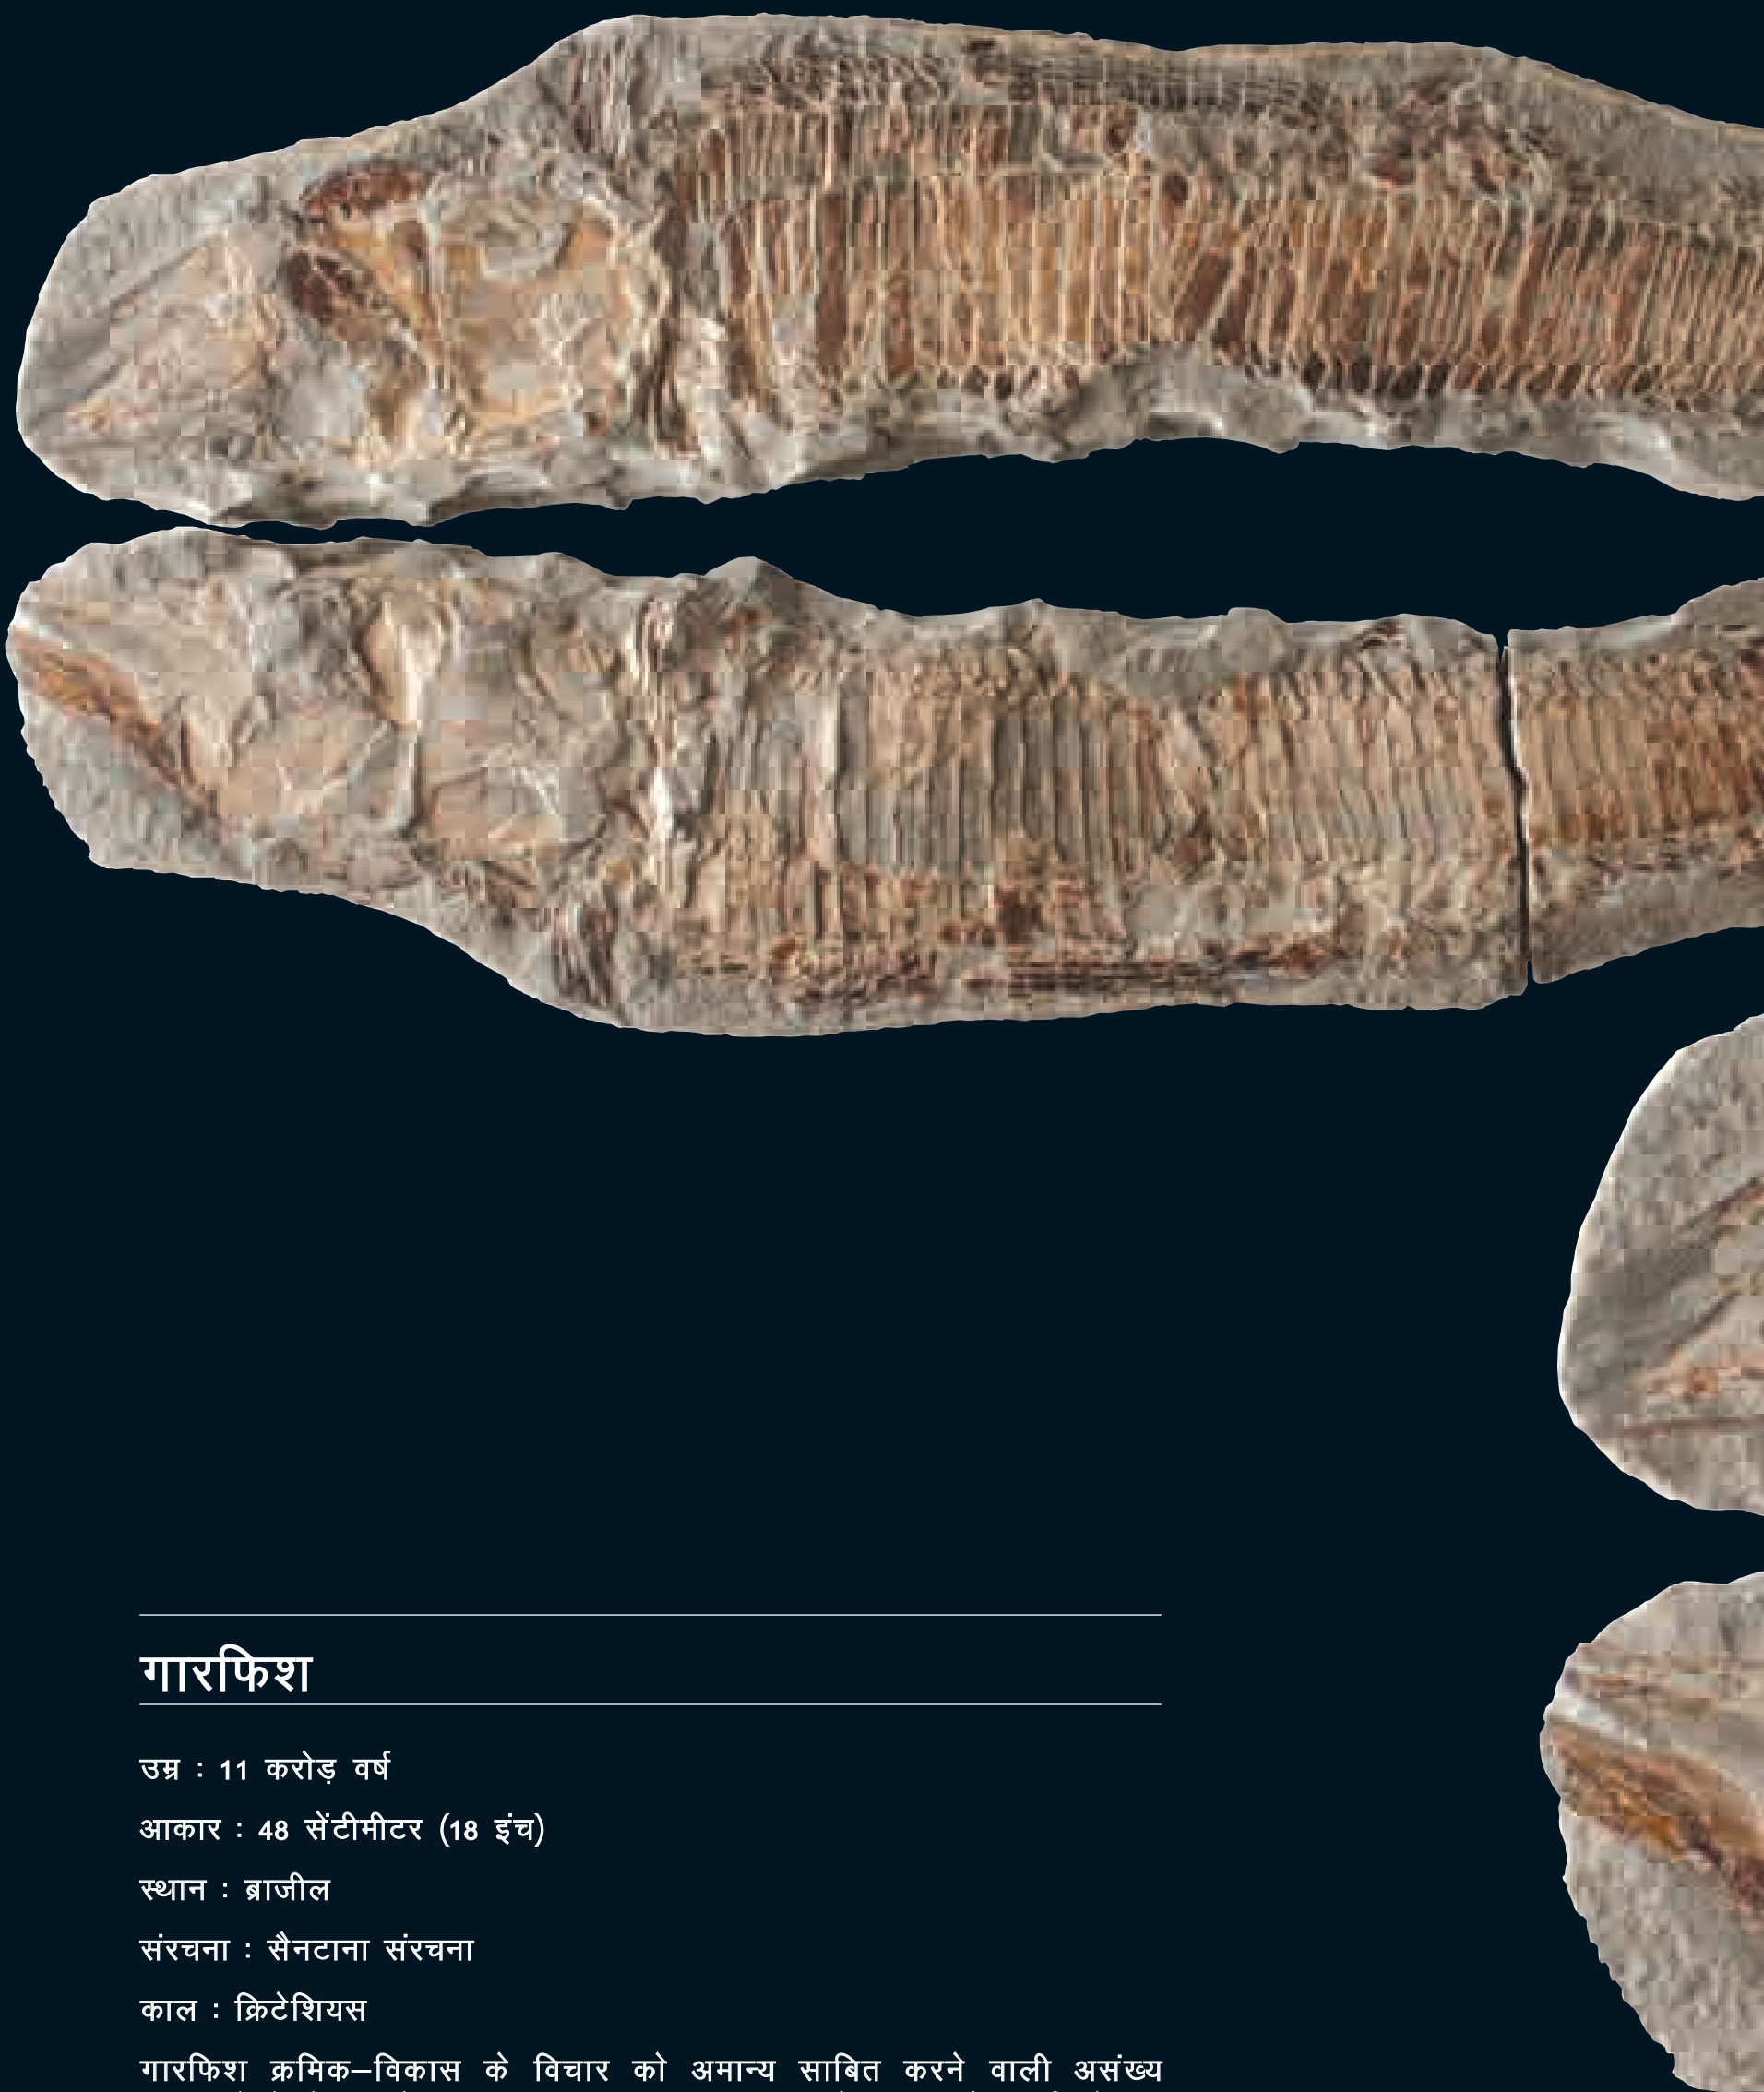 गारफिश
उम्र : 11 करोड़ वर्ष
आकार : 48 सेंटीमीटर (18 इंच)
स्थान : ब्राजील
संरचना : सैनटाना संरचना
काल : क्रिटेशियस
गारफिश क्रमिक–विकास के विचार को अमान्य साबित करने वाली असंख्य